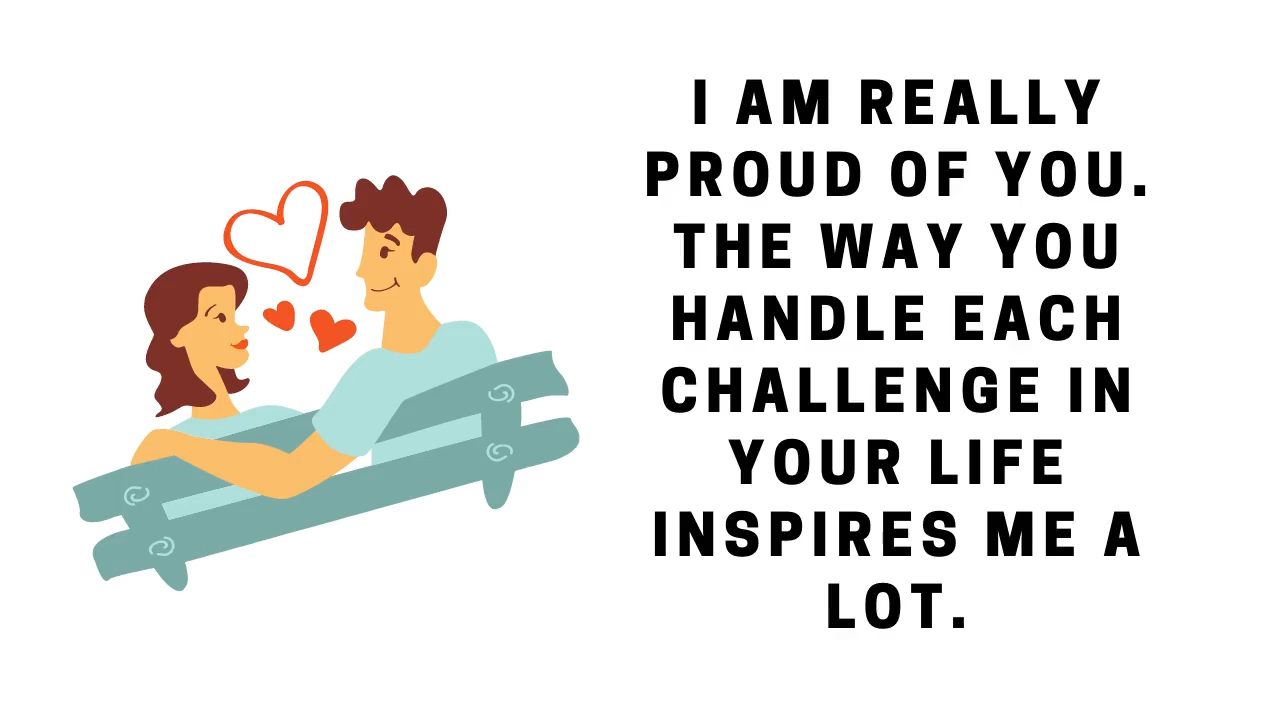 I AM REALLY
PROUD OF YOU.
THE WAY YOU
HANDLE EACH
CHALLENGE IN
YOUR LIFE
INSPIRES ME A
LOT.